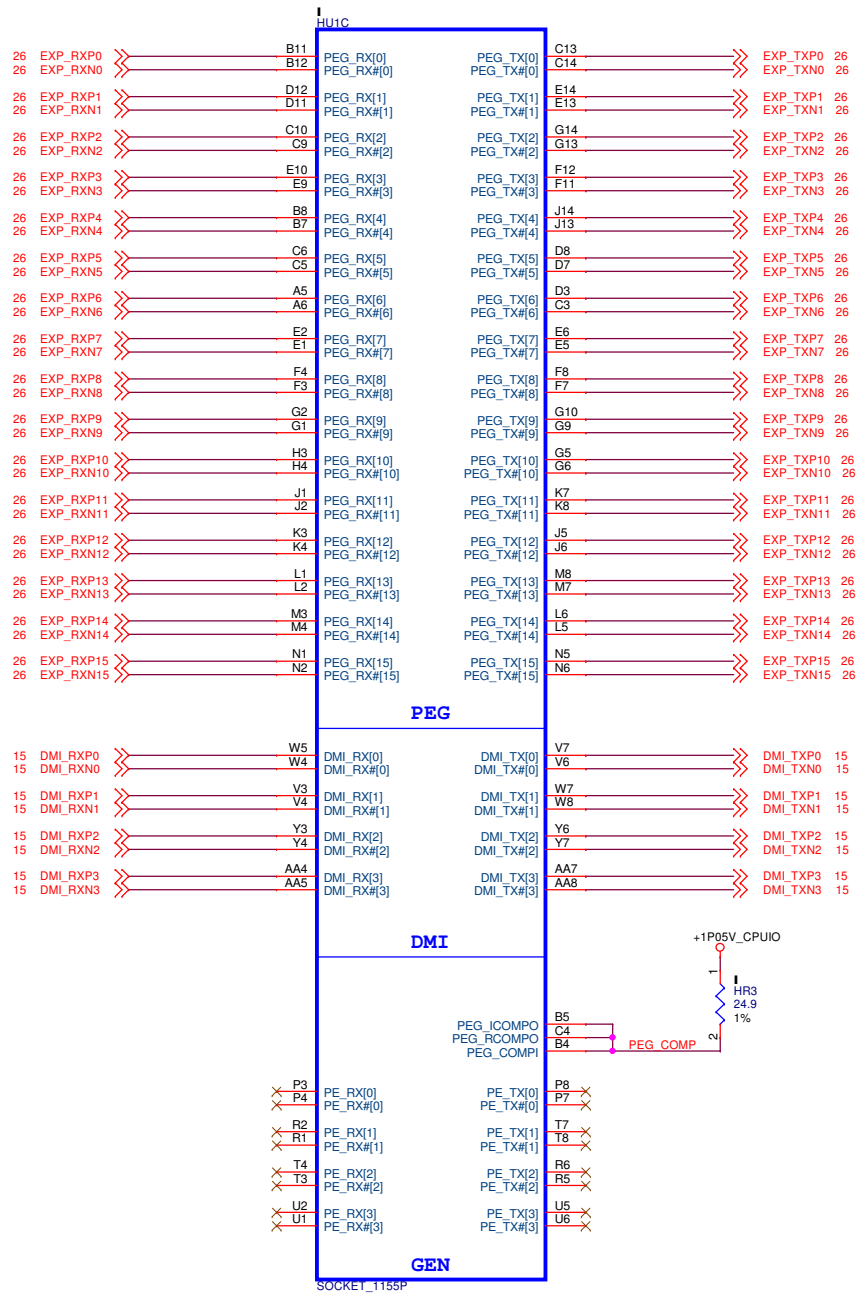 HU1C
26 EXP_RXP0 B11 PEG_RX[0] PEG_TX[0] C13 EXP_TXP0 26
26 EXP_RXN0 B12 PEG_RX#[0] PEG_TX#[0] C14 EXP_TXN0 26
26 EXP_RXP1 D12 PEG_RX[1] PEG_TX[1] E14 EXP_TXP1 26
26 EXP_RXN1 D11 PEG_RX#[1] PEG_TX#[1] E13 EXP_TXN1 26
26 EXP_RXP2 C10 PEG_RX[2] PEG_TX[2] G14 EXP_TXP2 26
26 EXP_RXN2 C9 PEG_RX#[2] PEG_TX#[2] G13 EXP_TXN2 26
26 EXP_RXP3 E10 PEG_RX[3] PEG_TX[3] F12 EXP_TXP3 26
26 EXP_RXN3 E9 PEG_RX#[3] PEG_TX#[3] F11 EXP_TXN3 26
26 EXP_RXP4 B8 PEG_RX[4] PEG_TX[4] J14 EXP_TXP4 26
26 EXP_RXN4 B7 PEG_RX#[4] PEG_TX#[4] J13 EXP_TXN4 26
26 EXP_RXP5 C6 PEG_RX[5] PEG_TX[5] D8 EXP_TXP5 26
26 EXP_RXN5 C5 PEG_RX#[5] PEG_TX#[5] D7 EXP_TXN5 26
26 EXP_RXP6 A5 PEG_RX[6] PEG_TX[6] D3 EXP_TXP6 26
26 EXP_RXN6 A6 PEG_RX#[6] PEG_TX#[6] C3 EXP_TXN6 26
26 EXP_RXP7 E2 PEG_RX[7] PEG_TX[7] E6 EXP_TXP7 26
26 EXP_RXN7 E1 PEG_RX#[7] PEG_TX#[7] E5 EXP_TXN7 26
26 EXP_RXP8 F4 PEG_RX[8] PEG_TX[8] F8 EXP_TXP8 26
26 EXP_RXN8 F3 PEG_RX#[8] PEG_TX#[8] F7 EXP_TXN8 26
26 EXP_RXP9 G2 PEG_RX[9] PEG_TX[9] G10 EXP_TXP9 26
26 EXP_RXN9 G1 PEG_RX#[9] PEG_TX#[9] G9 EXP_TXN9 26
26 EXP_RXP10 H3 PEG_RX[10] PEG_TX[10] G5 EXP_TXP10 26
26 EXP_RXN10 H4 PEG_RX#[10] PEG_TX#[10] G6 EXP_TXN10 26
26 EXP_RXP11 J1 PEG_RX[11] PEG_TX[11] K7 EXP_TXP11 26
26 EXP_RXN11 J2 PEG_RX#[11] PEG_TX#[11] K8 EXP_TXN11 26
26 EXP_RXP12 K3 PEG_RX[12] PEG_TX[12] J5 EXP_TXP12 26
26 EXP_RXN12 K4 PEG_RX#[12] PEG_TX#[12] J6 EXP_TXN12 26
26 EXP_RXP13 L1 PEG_RX[13] PEG_TX[13] M8 EXP_TXP13 26
26 EXP_RXN13 L2 PEG_RX#[13] PEG_TX#[13] M7 EXP_TXN13 26
26 EXP_RXP14 M3 PEG_RX[14] PEG_TX[14] L6 EXP_TXP14 26
26 EXP_RXN14 M4 PEG_RX#[14] PEG_TX#[14] L5 EXP_TXN14 26
26 EXP_RXP15 N1 PEG_RX[15] PEG_TX[15] N5 EXP_TXP15 26
26 EXP_RXN15 N2 PEG_RX#[15] PEG_TX#[15] N6 EXP_TXN15 26
PEG
15 DMI_RXP0 W5 DMI_RX[0] DMI_TX[0] V7 DMI_TXP0 15
15 DMI_RXN0 W4 DMI_RX#[0] DMI_TX#[0] V6 DMI_TXN0 15
15 DMI_RXP1 V3 DMI_RX[1] DMI_TX[1] W7 DMI_TXP1 15
15 DMI_RXN1 V4 DMI_RX#[1] DMI_TX#[1] W8 DMI_TXN1 15
15 DMI_RXP2 Y3 DMI_RX[2] DMI_TX[2] Y6 DMI_TXP2 15
15 DMI_RXN2 Y4 DMI_RX#[2] DMI_TX#[2] Y7 DMI_TXN2 15
15 DMI_RXP3 AA4 DMI_RX[3] DMI_TX[3] AA7 DMI_TXP3 15
15 DMI_RXN3 AA5 DMI_RX#[3] DMI_TX#[3] AA8 DMI_TXN3 15
DMI
+1P05V_CPUIO
1
HR3
24.9
1%
2
PEG_ICOMPO B5
PEG_RCOMPO C4
PEG_COMPI B4 PEG_COMP
P3 PE_RX[0] PE_TX[0] P8
P4 PE_RX#[0] PE_TX#[0] P7
R2 PE_RX[1] PE_TX[1] T7
R1 PE_RX#[1] PE_TX#[1] T8
T4 PE_RX[2] PE_TX[2] R6
T3 PE_RX#[2] PE_TX#[2] R5
U2 PE_RX[3] PE_TX[3] U5
U1 PE_RX#[3] PE_TX#[3] U6
GEN
SOCKET_1155P